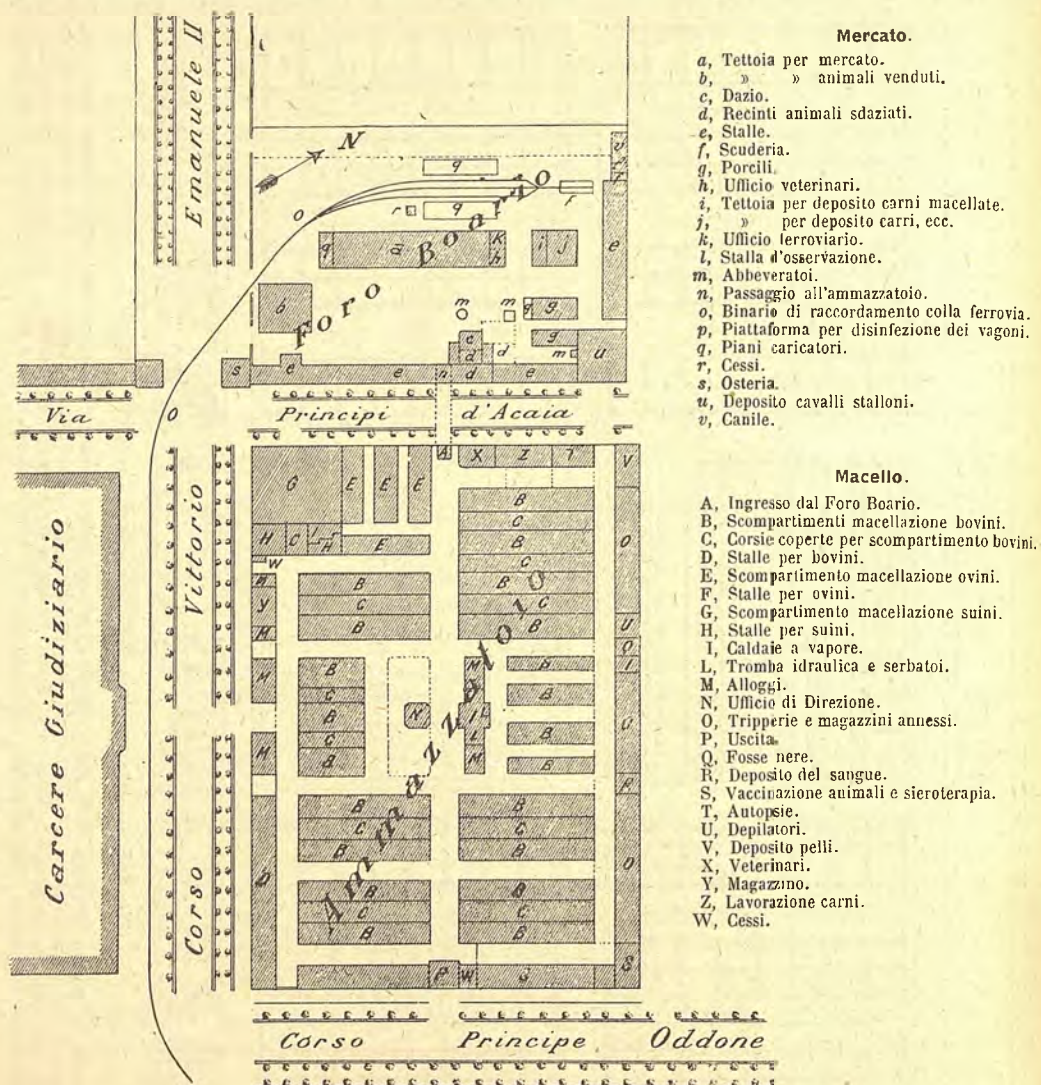 Emanuele II
N
Foro Boario
o
q
q
r
f
v
e
q
a
k
h
i
j
b
m
m
g
g
c
d
d
m
u
s
e
e
n
d
e
Via
Principi
d'Acaia
o
A
X
Z
T
V
G
E
E
E
H
C
H
E
W
B
C
B
C
B
C
B
O
Y
H
B
C
B
U
O
I
M
B
C
B
C
B
N
M
L
I
L
M
B
B
B
B
H
P
D
B
C
B
B
C
B
O
B
C
B
B
C
B
P
W
G
S
Ammazzatoio
Carcere Giudiziario
Corso
Vittorio
Corso
Principe
Oddone
Mercato.
a, Tettoia per mercato.
b, » » animali venduti.
c, Dazio.
d, Recinti animali sdaziati.
e, Stalle.
f, Scuderia.
g, Porcili.
h, Ufficio veterinari.
i, Tettoia per deposito carni macellate.
j, » per deposito carri, ecc.
k, Ufficio ferroviario.
l, Stalla d'osservazione.
m, Abbeveratoi.
n, Passaggio all'ammazzatoio.
o, Binario di raccordamento colla ferrovia.
p, Piattaforma per disinfezione dei vagoni.
q, Piani caricatori.
r, Cessi.
s, Osteria.
u, Deposito cavalli stalloni.
v, Canile.
Macello.
A, Ingresso dal Foro Boario.
B, Scompartimenti macellazione bovini.
C, Corsie coperte per scompartimento bovini.
D, Stalle per bovini.
E, Scompartimento macellazione ovini.
F, Stalle per ovini.
G, Scompartimento macellazione suini.
H, Stalle per suini.
I, Caldaie a vapore.
L, Tromba idraulica e serbatoi.
M, Alloggi.
N, Ufficio di Direzione.
O, Tripperie e magazzini annessi.
P, Uscita.
Q, Fosse nere.
R, Deposito del sangue.
S, Vaccinazione animali e sieroterapia.
T, Autopsie.
U, Depilatori.
V, Deposito pelli.
X, Veterinari.
Y, Magazzino.
Z, Lavorazione carni.
W, Cessi.